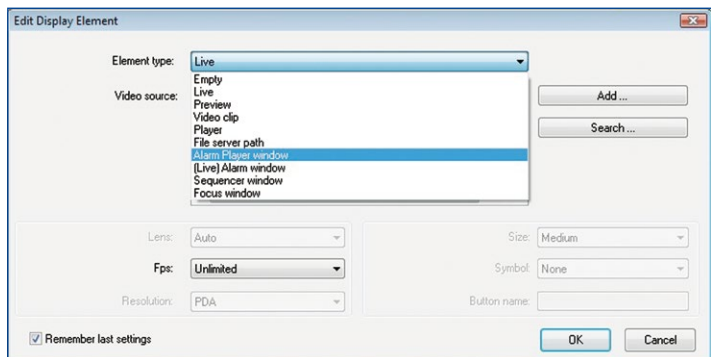 Edit Display Element
Element type: Live
Empty
Live
Video source: Preview
Add ...
Video clip
Player
Search ...
File server path
Alarm Player window
(Live) Alarm window
Sequencer window
Focus window
Lens: Auto
Size: Medium
Fps: Unlimited
Symbol: None
Resolution: PDA
Button name:
Remember last settings
OK
Cancel